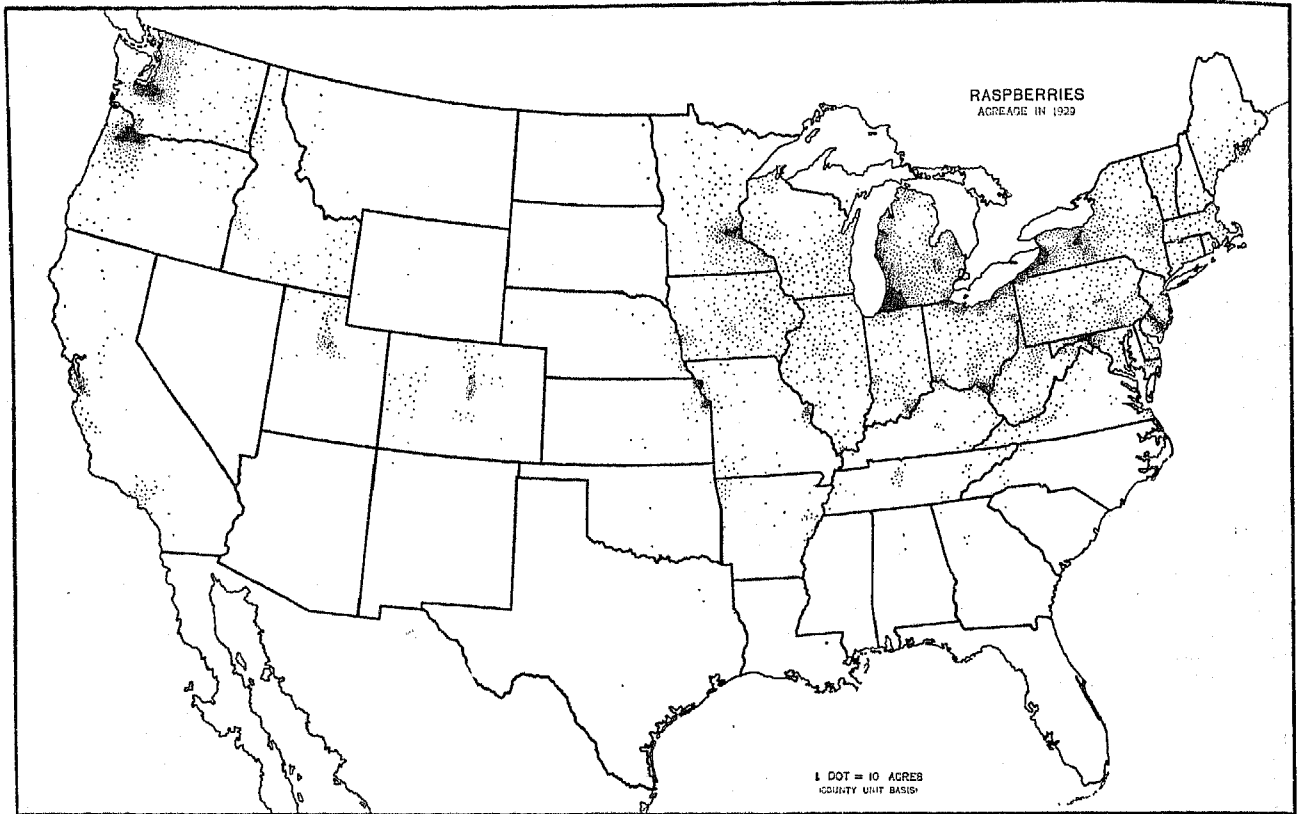 RASPBERRIES
ACREAGE IN 1929
1 DOT = 10 ACRES
(COUNTY UNIT BASIS)